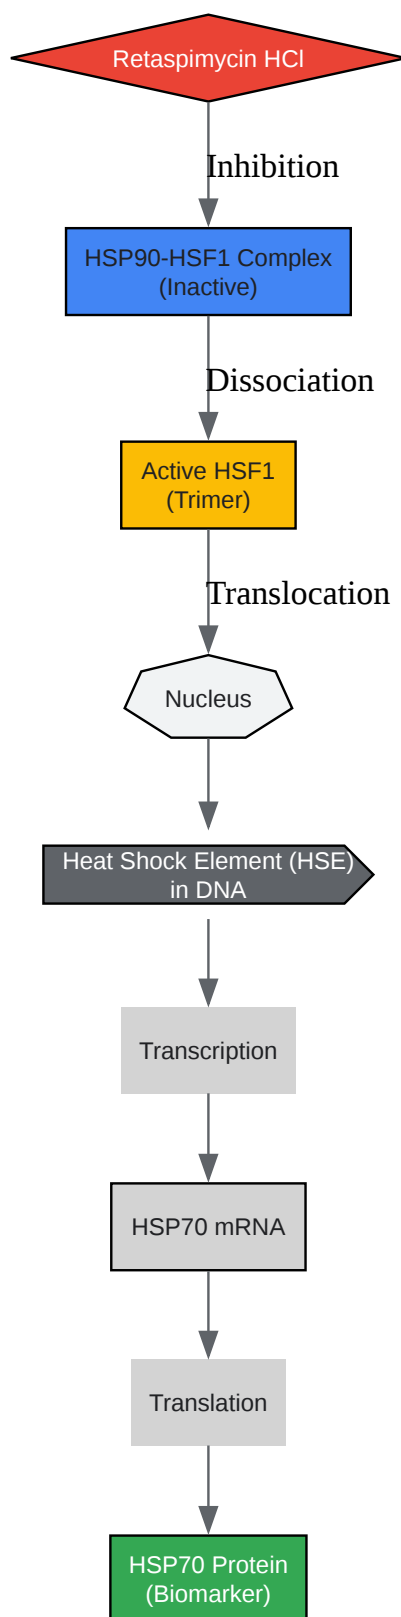 Retaspimycin HCl
Inhibition
HSP90-HSF1 Complex
(Inactive)
Dissociation
Active HSF1
(Trimer)
Translocation
Nucleus
Heat Shock Element (HSE)
in DNA
Transcription
HSP70 mRNA
Translation
HSP70 Protein
(Biomarker)